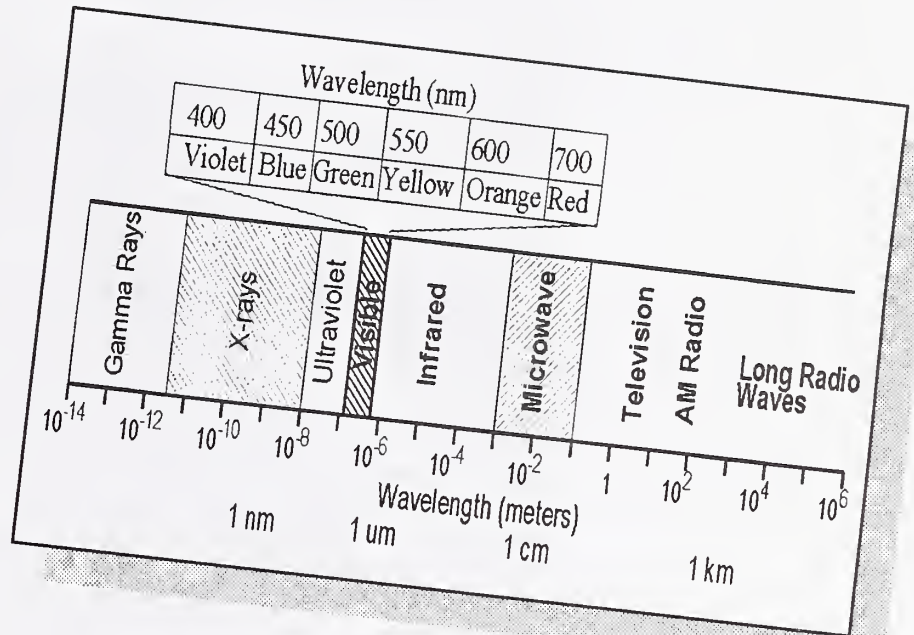 Wavelength (nm)
400 450 500 550 600 700
Violet Blue Green Yellow Orange Red
Gamma Rays
X-rays
Ultraviolet
Visible
Infrared
Microwave
Television
AM Radio
Long Radio
Waves
10⁻¹⁴ 10⁻¹² 10⁻¹⁰ 10⁻⁸ 10⁻⁶ 10⁻⁴ 10⁻² 1 10² 10⁴ 10⁶
Wavelength (meters)
1 nm 1 um 1 cm 1 km